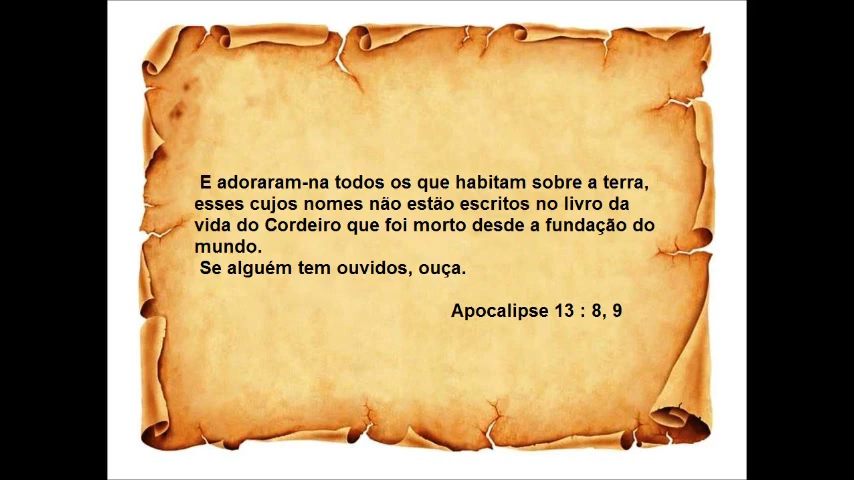 E adoraram-na todos os que habitam sobre a terra,
esses cujos nomes não estão escritos no livro da
vida do Cordeiro que foi morto desde a fundação do
mundo.
Se alguém tem ouvidos, ouça.
Apocalipse 13 : 8, 9